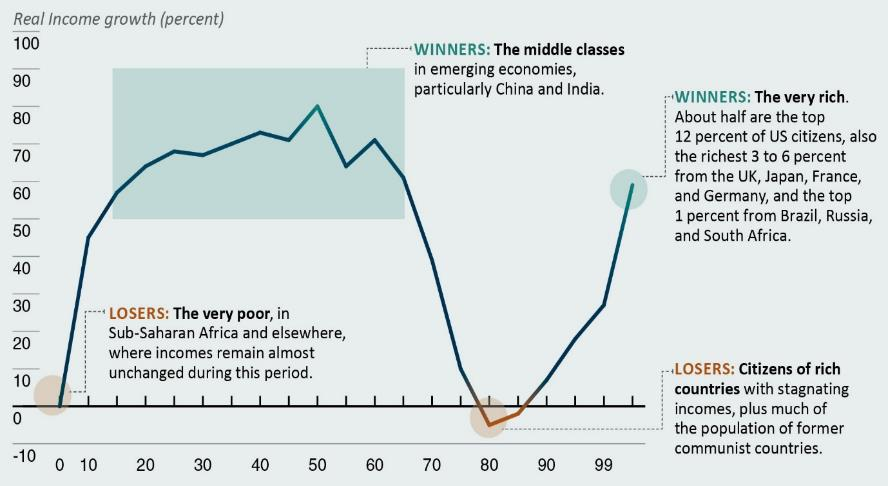 Real Income growth (percent)
100
90
80
70
60
50
40
30
20
10
0
-10
WINNERS: The middle classes
in emerging economies,
particularly China and India.
WINNERS: The very rich.
About half are the top
12 percent of US citizens, also
the richest 3 to 6 percent
from the UK, Japan, France,
and Germany, and the top
1 percent from Brazil, Russia,
and South Africa.
LOSERS: The very poor, in
Sub-Saharan Africa and elsewhere,
where incomes remain almost
unchanged during this period.
LOSERS: Citizens of rich
countries with stagnating
incomes, plus much of
the population of former
communist countries.
0 10 20 30 40 50 60 70 80 90 99